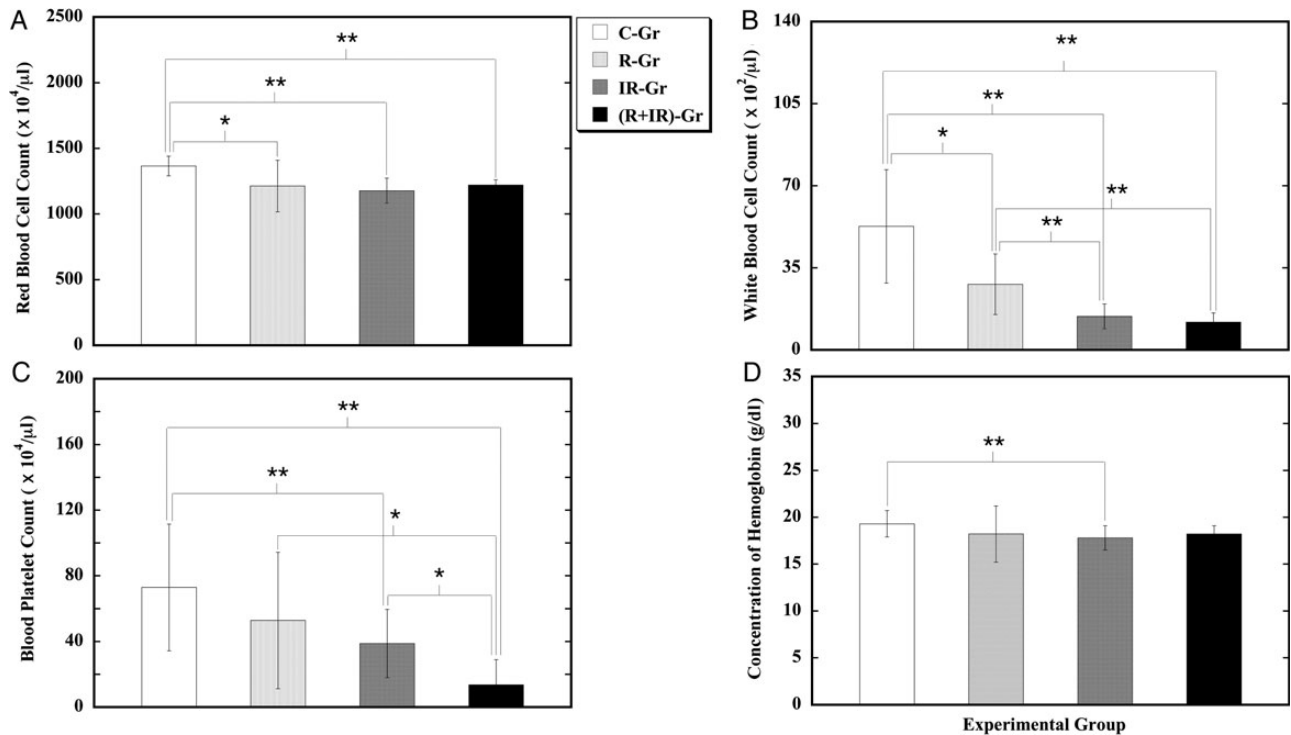 A
Red Blood Cell Count (× 10⁴/μl)
2500
2000
1500
1000
500
0
**
**
*
C-Gr
R-Gr
IR-Gr
(R+IR)-Gr
B
White Blood Cell Count ( × 10²/μl)
140
105
70
35
0
**
**
*
**
**
C
Blood Platelet Count ( × 10⁴/μl)
200
160
120
80
40
0
**
**
*
*
D
Concentration of Hemoglobin (g/dl)
35
30
25
20
15
10
5
0
**
Experimental Group